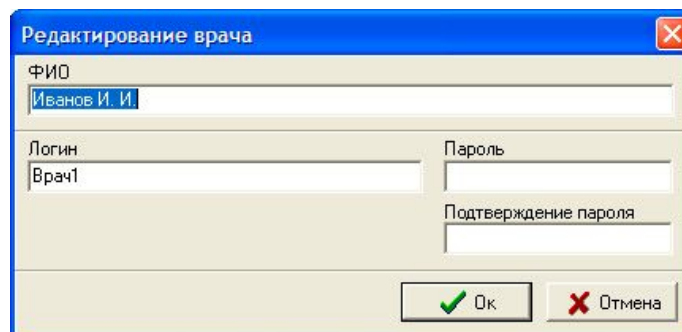 Редактирование врача
ФИО
Иванов И. И.
Логин
Пароль
Врач1
Подтверждение пароля
Ок
Отмена